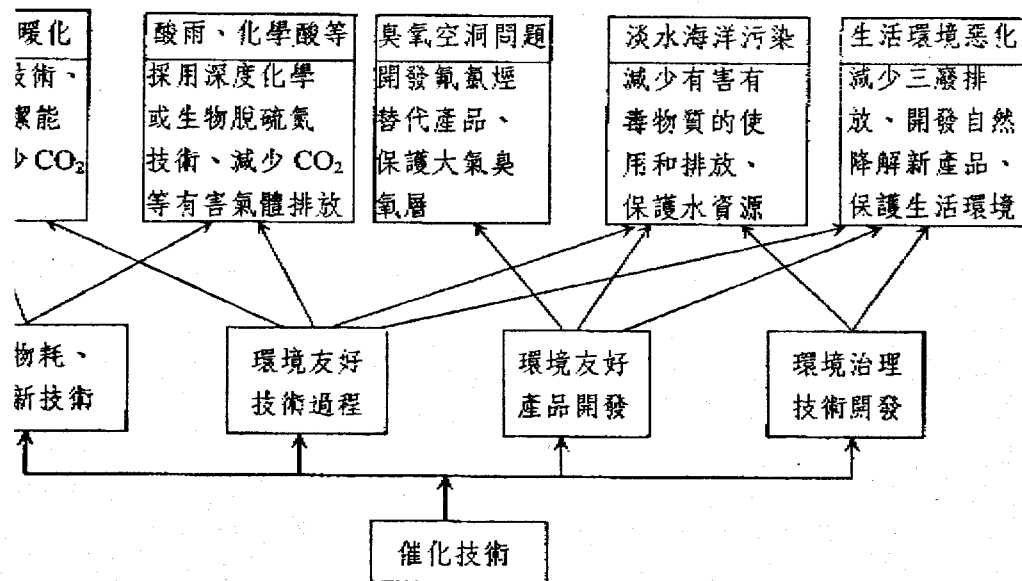 暖化
技術、
潔能
少 CO₂
酸雨、化學酸等
採用深度化學
或生物脫硫氮
技術、減少 CO₂
等有害氣體排放
臭氧空洞問題
開發氟氯烴
替代產品、
保護大氣臭
氧層
淡水海洋污染
減少有害有
毒物質的使
用和排放、
保護水資源
生活環境惡化
減少三廢排
放、開發自然
降解新產品、
保護生活環境
物耗、
新技術
環境友好
技術過程
環境友好
產品開發
環境治理
技術開發
催化技術